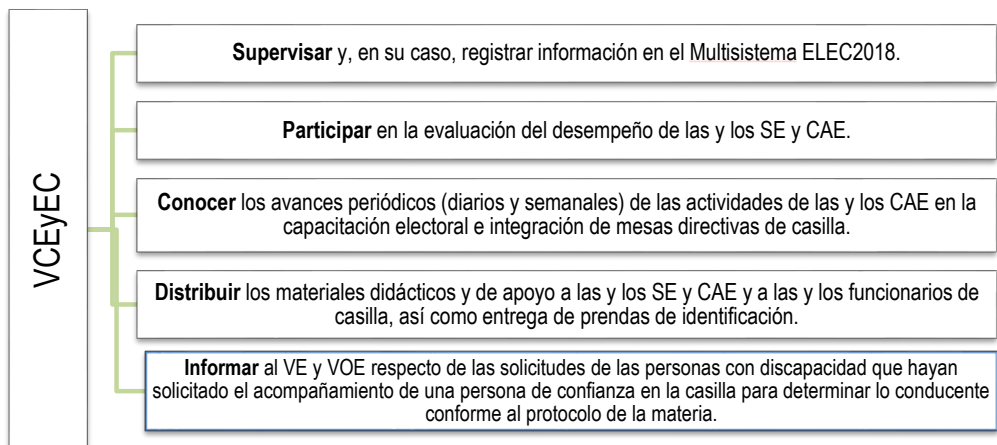 VCEyEC
Supervisar y, en su caso, registrar información en el Multisistema ELEC2018.
Participar en la evaluación del desempeño de las y los SE y CAE.
Conocer los avances periódicos (diarios y semanales) de las actividades de las y los CAE en la
capacitación electoral e integración de mesas directivas de casilla.
Distribuir los materiales didácticos y de apoyo a las y los SE y CAE y a las y los funcionarios de
casilla, así como entrega de prendas de identificación.
Informar al VE y VOE respecto de las solicitudes de las personas con discapacidad que hayan
solicitado el acompañamiento de una persona de confianza en la casilla para determinar lo conducente
conforme al protocolo de la materia.